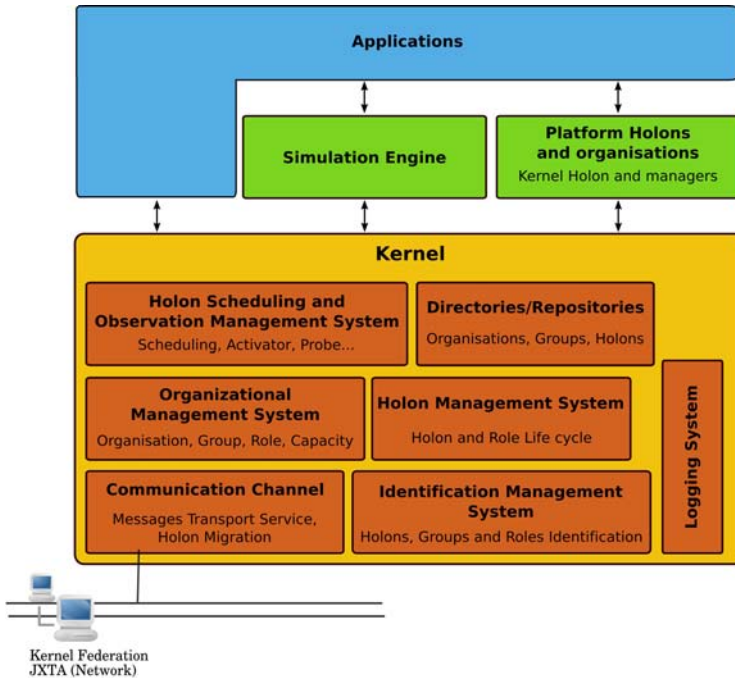 Applications
Simulation Engine
Platform Holons
and organisations
Kernel Holon and managers
Kernel
Holon Scheduling and
Observation Management System
Scheduling, Activator, Probe...
Directories/Repositories
Organisations, Groups, Holons
Organizational
Management System
Organisation, Group, Role, Capacity
Holon Management System
Holon and Role Life cycle
Logging System
Communication Channel
Messages Transport Service,
Holon Migration
Identification Management
System
Holons, Groups and Roles Identification
Kernel Federation
JXTA (Network)